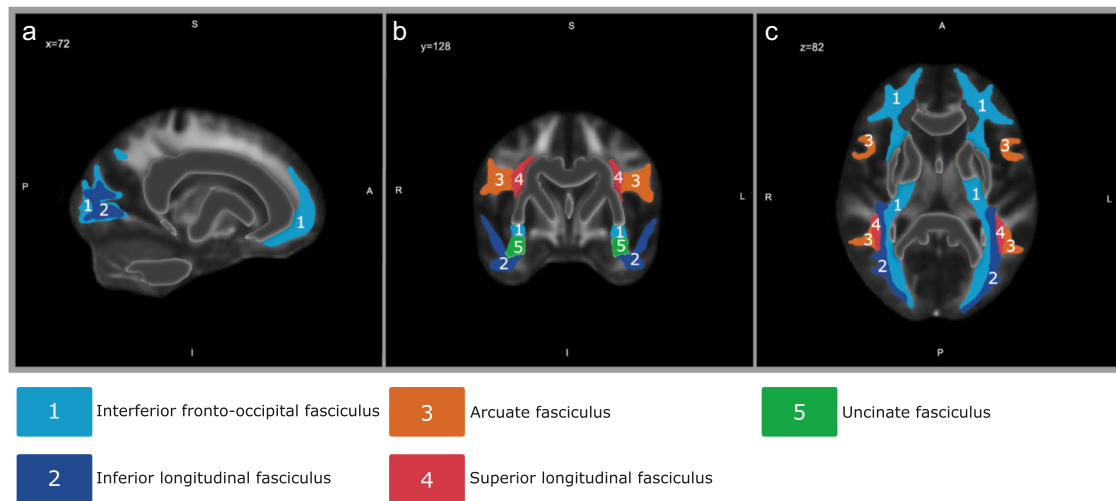 a
x=72
S
P
A
I
1
2
1
b
y=128
S
R
L
I
3
4
4
3
1
1
5
5
2
2
c
z=82
A
R
L
P
1
1
3
3
1
1
4
4
3
3
2
2
1 Interferior fronto-occipital fasciculus
3 Arcuate fasciculus
5 Uncinate fasciculus
2 Inferior longitudinal fasciculus
4 Superior longitudinal fasciculus